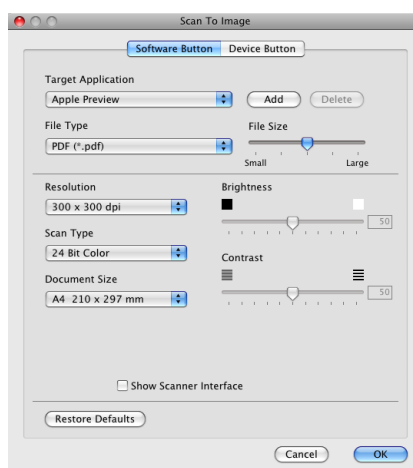 Scan To Image
Software Button Device Button
Target Application
Apple Preview Add Delete
File Type File Size
PDF (*.pdf)
Small Large
Resolution Brightness
300 x 300 dpi
50
Scan Type
24 Bit Color
Contrast
Document Size
A4 210 x 297 mm 50
Show Scanner Interface
Restore Defaults
Cancel OK